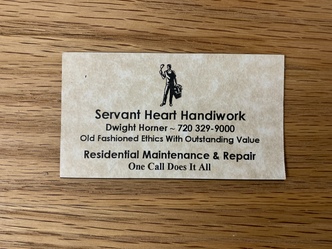 Servant Heart Handiwork
Dwight Horner ~ 720 329-9000
Old Fashioned Ethics With Outstanding Value
Residential Maintenance & Repair
One Call Does It All